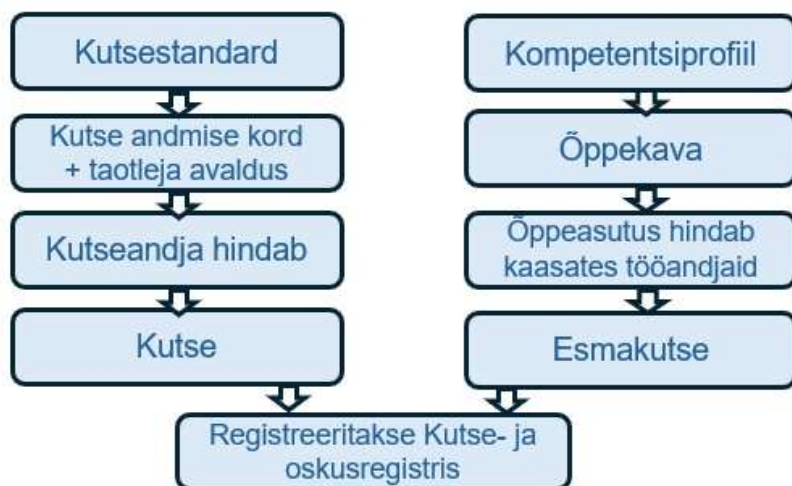 Kutsestandard
Kutse andmise kord
+ taotleja avaldus
Kutseandja hindab
Kutse
Kompetentsiprofiil
Õppekava
Õppeasutus hindab
kaasates tööandjaid
Esmakutse
Registreeritakse Kutse- ja
oskusregistris